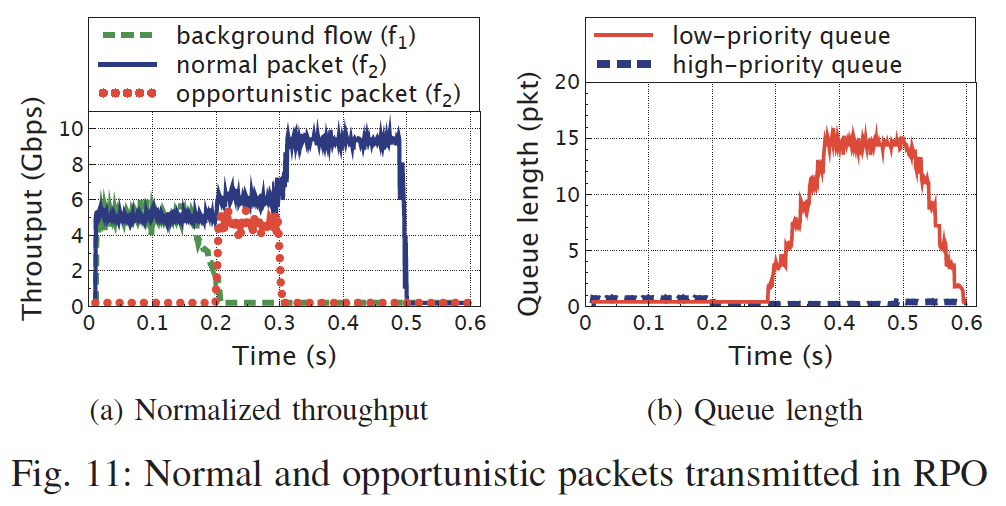 background flow (f1)
normal packet (f2)
opportunistic packet (f2)
Throutput (Gbps)
10
8
6
4
2
0
0 0.1 0.2 0.3 0.4 0.5 0.6
Time (s)
(a) Normalized throughput
low-priority queue
high-priority queue
Queue length (pkt)
20
15
10
5
0
0 0.1 0.2 0.3 0.4 0.5 0.6
Time (s)
(b) Queue length
Fig. 11: Normal and opportunistic packets transmitted in RPO